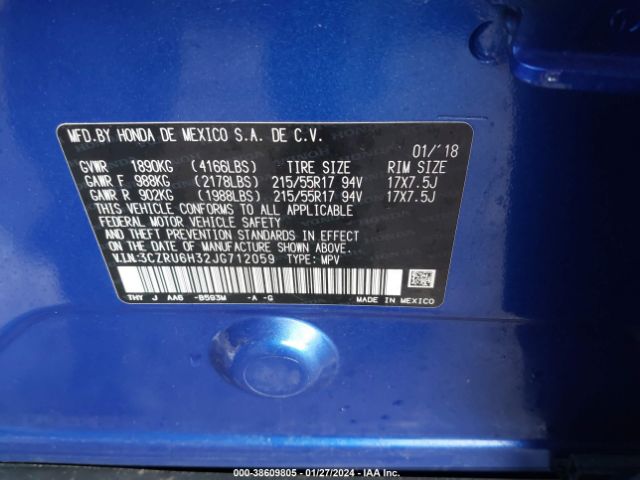 MFD.BY HONDA DE MEXICO S.A. DE C.V.
01/'18
GVWR 1890KG (4166LBS) TIRE SIZE RIM SIZE
GAWR F 988KG (2178LBS) 215/55R17 94V 17X7.5J
GAWR R 902KG (1988LBS) 215/55R17 94V 17X7.5J
THIS VEHICLE CONFORMS TO ALL APPLICABLE
FEDERAL MOTOR VEHICLE SAFETY
AND THEFT PREVENTION STANDARDS IN EFFECT
ON THE DATE OF MANUFACTURE SHOWN ABOVE.
V.I.N:3CZRU6H32JG712059 TYPE: MPV
THY J AA6 -B593M -A -G MADE IN MEXICO
000-38609805 - 01/27/2024 - IAA Inc.